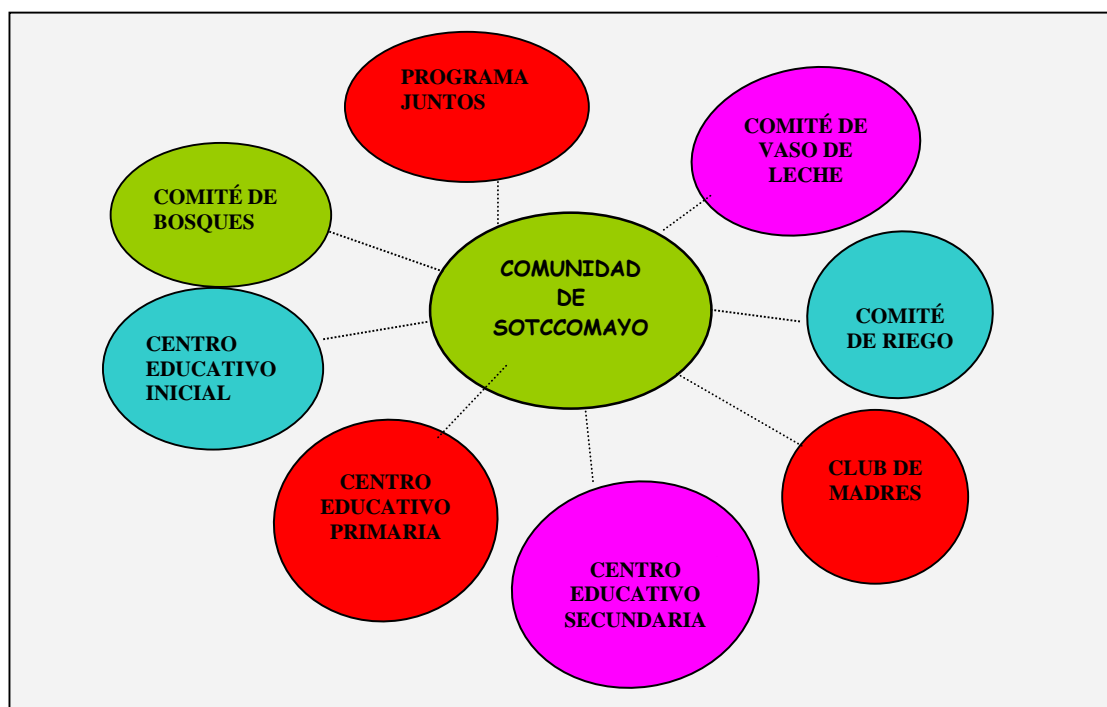 PROGRAMA
JUNTOS
COMITÉ DE
VASO DE
LECHE
COMITÉ DE
BOSQUES
COMUNIDAD
DE
SOTCCOMAYO
COMITÉ
DE RIEGO
CENTRO
EDUCATIVO
INICIAL
CLUB DE
MADRES
CENTRO
EDUCATIVO
PRIMARIA
CENTRO
EDUCATIVO
SECUNDARIA